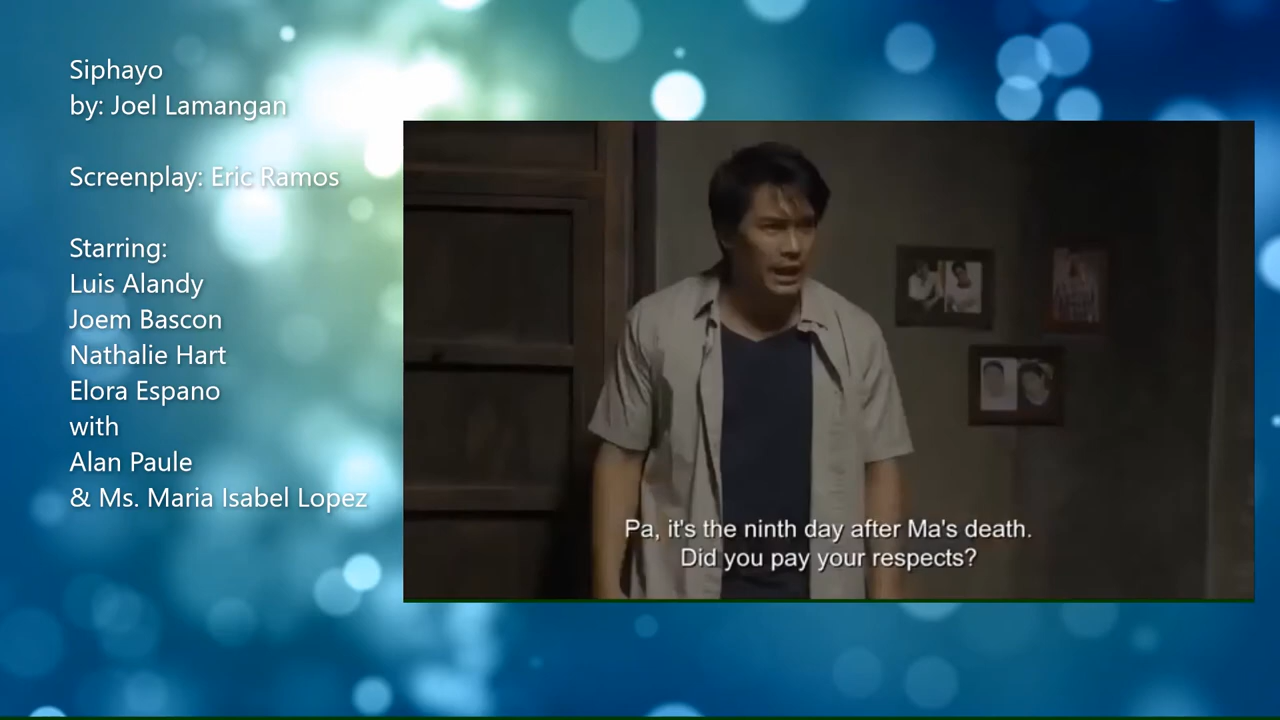 Siphayo
by: Joel Lamangan
Screenplay: Eric Ramos
Starring:
Luis Alandy
Joem Bascon
Nathalie Hart
Elora Espano
with
Alan Paule
& Ms. Maria Isabel Lopez
Pa, it's the ninth day after Ma's death.
Did you pay your respects?